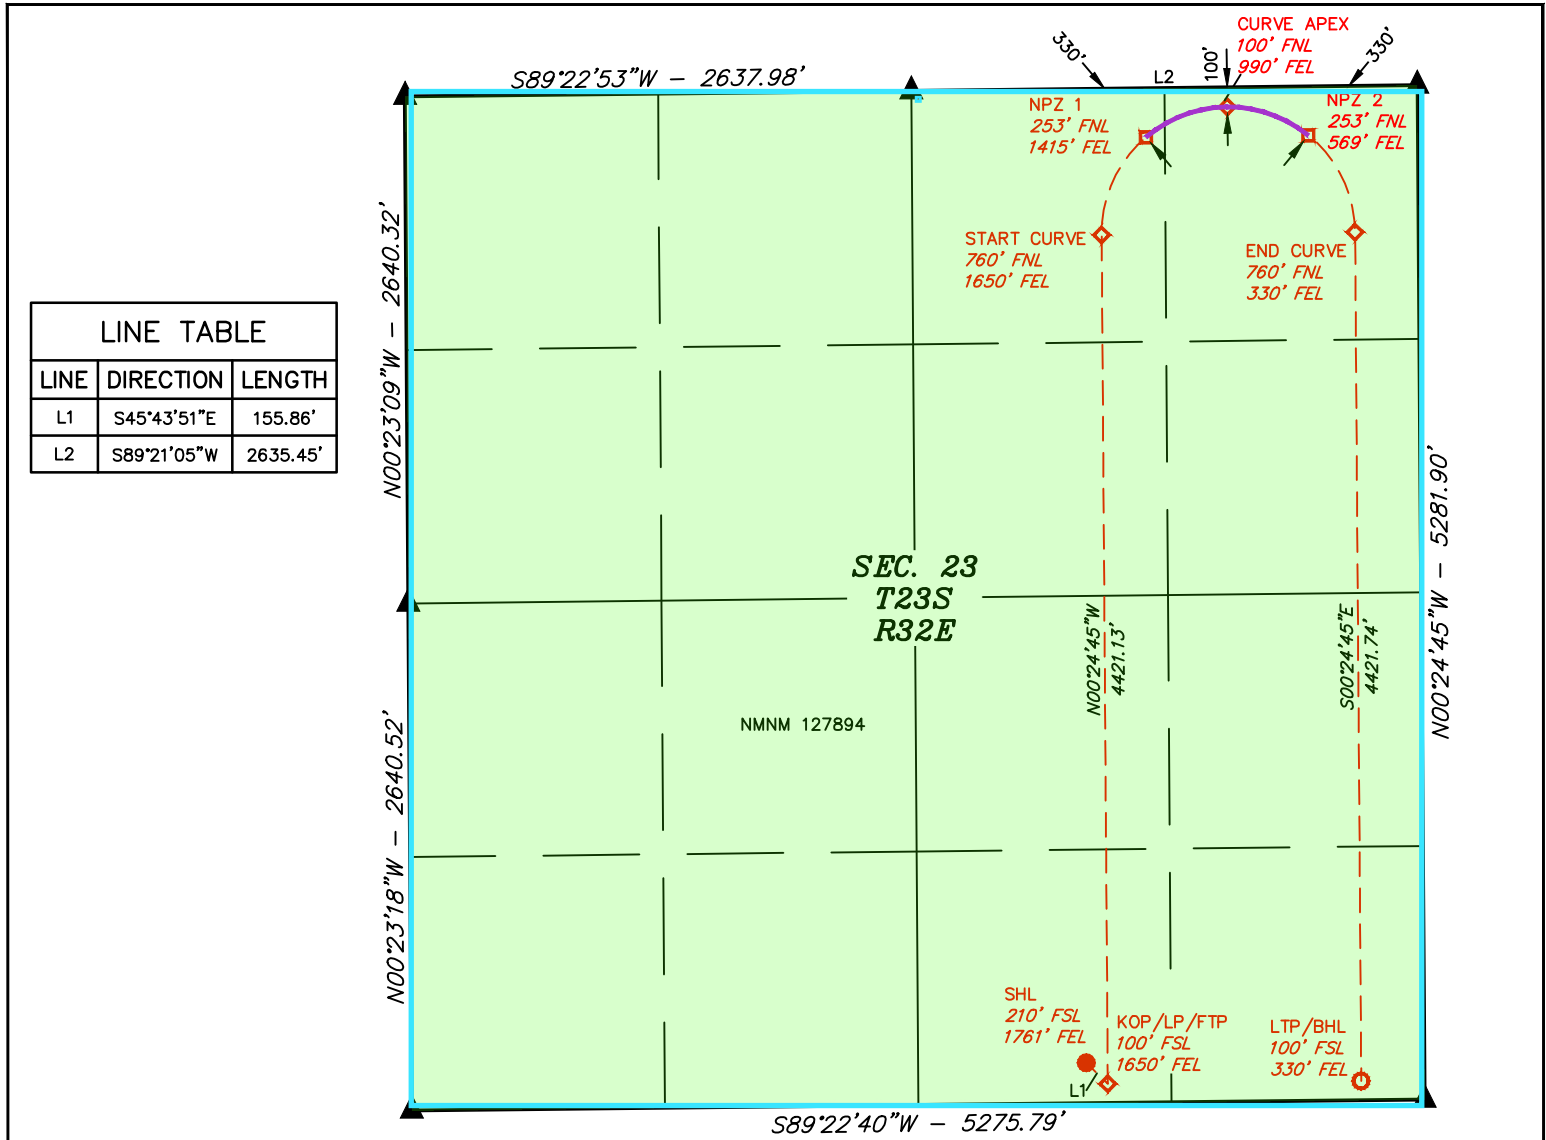 CURVE APEX
100' FNL
990' FEL
330'
L2
100'
330'
S89°22'53"W - 2637.98'
NPZ 1
253' FNL
1415' FEL
NPZ 2
253' FNL
569' FEL
START CURVE
760' FNL
1650' FEL
END CURVE
760' FNL
330' FEL
N00°23'09"W - 2640.32'
LINE TABLE
LINE DIRECTION LENGTH
L1 S45°43'51"E 155.86'
L2 S89°21'05"W 2635.45'
N00°24'45"W - 5281.90'
SEC. 23
T23S
R32E
N00°24'45"W
4421.13'
S00°24'45"E
4421.74'
NMNM 127894
N00°23'18"W - 2640.52'
SHL
210' FSL
1761' FEL
KOP/LP/FTP
100' FSL
1650' FEL
LTP/BHL
100' FSL
330' FEL
L1
S89°22'40"W - 5275.79'